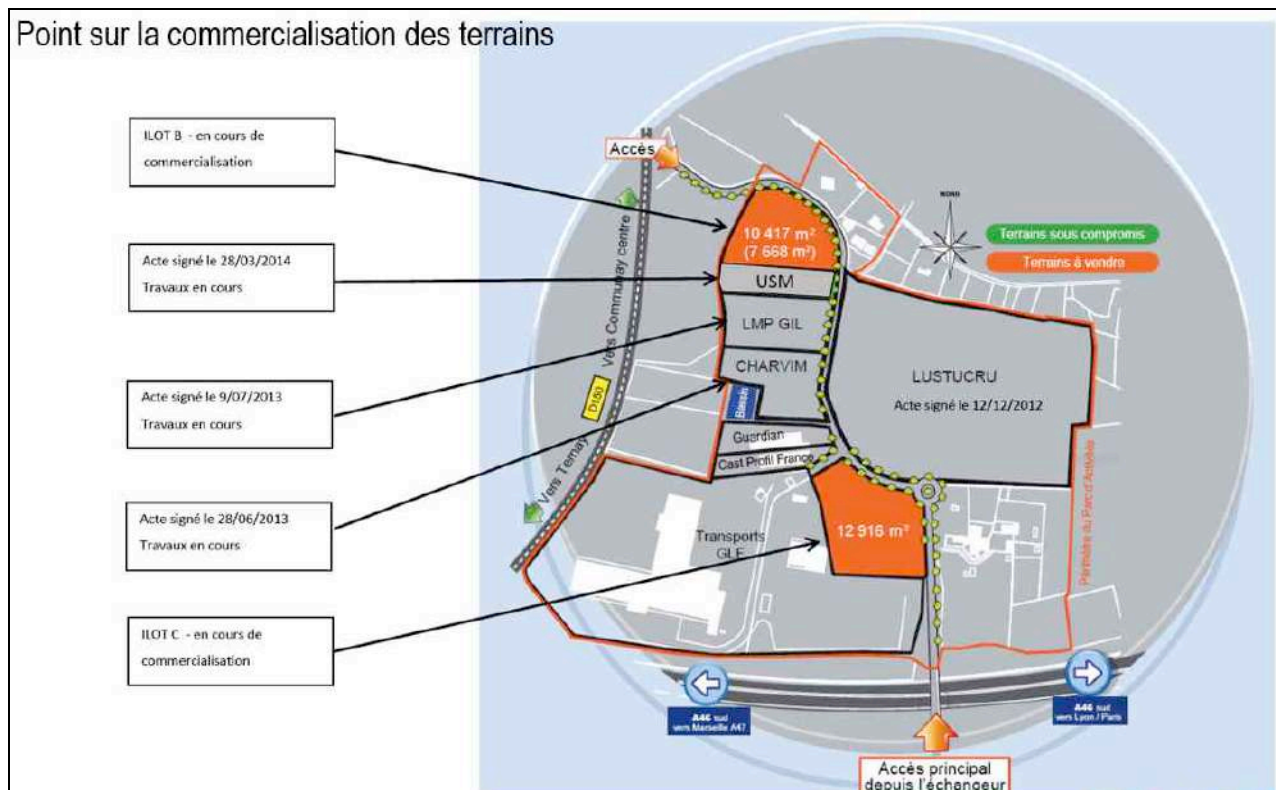 Point sur la commercialisation des terrains
ILOT B - en cours de
commercialisation
Acte signé le 28/03/2014
Travaux en cours
Acte signé le 9/07/2013
Travaux en cours
Acte signé le 28/06/2013
Travaux en cours
ILOT C - en cours de
commercialisation
Accès
Vers Communay centre
D150
Vers Ternay
10 417 m²
(7 668 m²)
USM
LMP GIL
CHARVIM
Bassin
Guardian
Cast Profil France
Transports
GLF
12 916 m²
LUSTUCRU
Acte signé le 12/12/2012
NORD
Terrains sous compromis
Terrains à vendre
Périmètre du Parc d'Activités
A46 sud
vers Marseille A47
A46 sud
vers Lyon / Paris
Accès principal
depuis l'échangeur